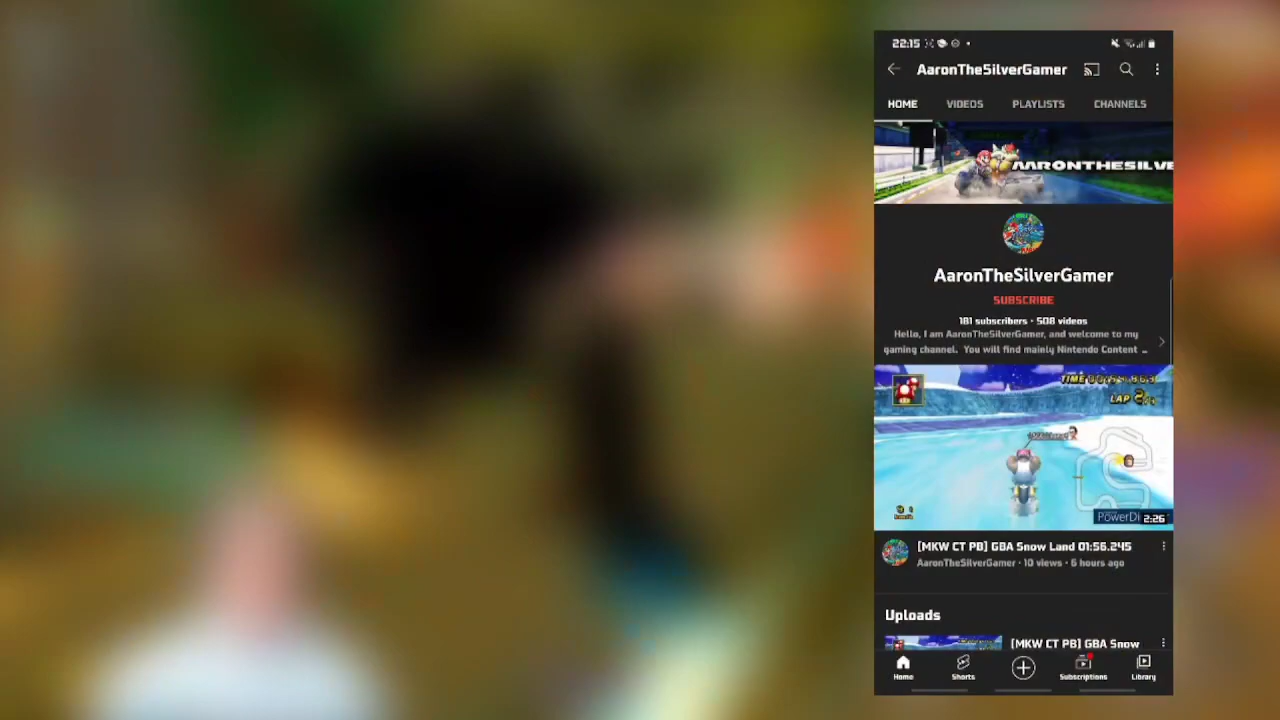 22:15
AaronTheSilverGamer
HOME VIDEOS PLAYLISTS CHANNELS
AARONTHESILVE
AaronTheSilverGamer
SUBSCRIBE
181 subscribers • 508 videos
Hello, I am AaronTheSilverGamer, and welcome to my
gaming channel. You will find mainly Nintendo Content ...
TIME
LAP 2
PowerDi 2:26
[MKW CT PB] GBA Snow Land 01:56.245
AaronTheSilverGamer • 10 views • 6 hours ago
Uploads
[MKW CT PB] GBA Snow
Home Shorts Subscriptions Library